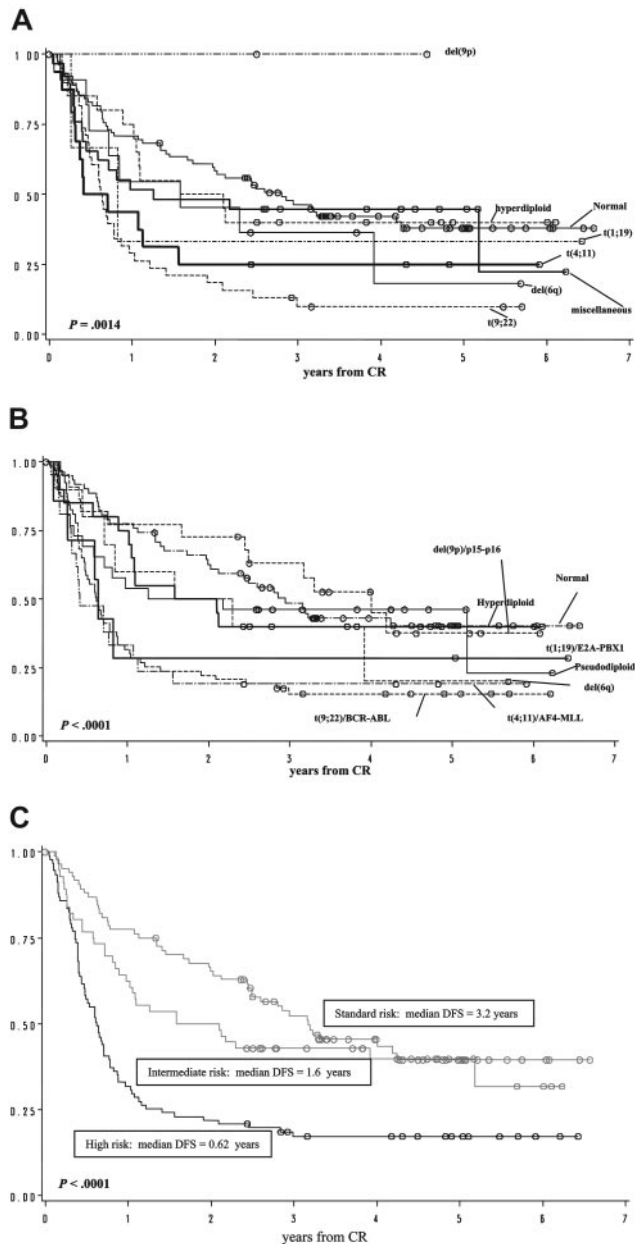 A
1.00
del(9p)
0.75
0.50
hyperdiploid
Normal
t(1;19)
t(4;11)
0.25
del(6q)
miscellaneous
t(9;22)
P = .0014
0.00
0 1 2 3 4 5 6 7
years from CR
B
1.00
0.75
del(9p)/p15-p16
0.50
Hyperdiploid
Normal
t(1;19)/E2A-PBX1
0.25
Pseudodiploid
del(6q)
t(9;22)/BCR-ABL t(4;11)/AF4-MLL
P < .0001
0.00
0 1 2 3 4 5 6 7
years from CR
C
1.00
0.75
Standard risk: median DFS = 3.2 years
0.50
Intermediate risk: median DFS = 1.6 years
0.25
High risk: median DFS = 0.62 years
P < .0001
0.00
0 1 2 3 4 5 6 7
years from CR